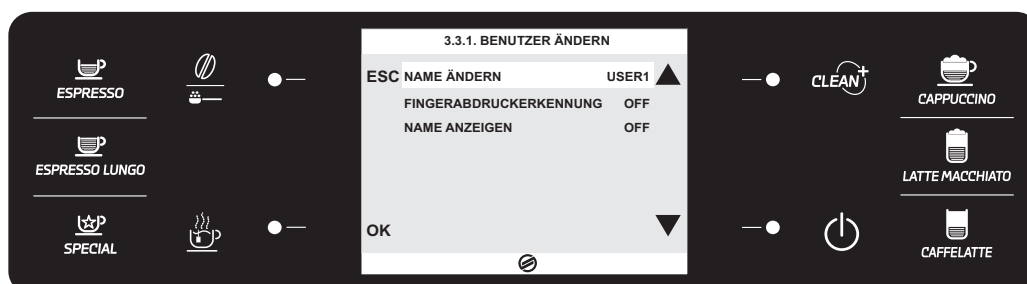 3.3.1. BENUTZER ÄNDERN
ESPRESSO
ESC NAME ÄNDERN USER1
CLEAN+
CAPPUCCINO
FINGERABDRUCKERKENNUNG OFF
NAME ANZEIGEN OFF
ESPRESSO LUNGO
LATTE MACCHIATO
OK
SPECIAL
CAFFELATTE